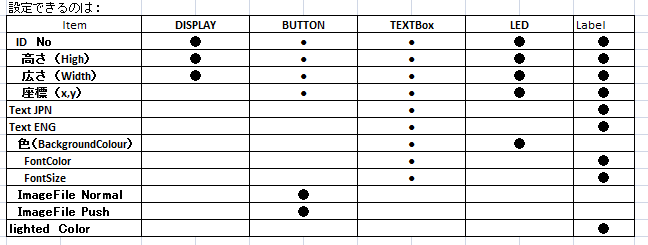 設定できるのは：
Item DISPLAY BUTTON TEXTBox LED Label
ID No ● ● ● ● ●
高さ（High） ● ● ● ● ●
広さ（Width） ● ● ● ● ●
座標（x,y） ● ● ● ●
Text JPN ● ●
Text ENG ● ●
色（BackgroundColour） ● ●
FontColor ● ●
FontSize ● ●
ImageFile Normal ●
ImageFile Push ●
lighted Color ●